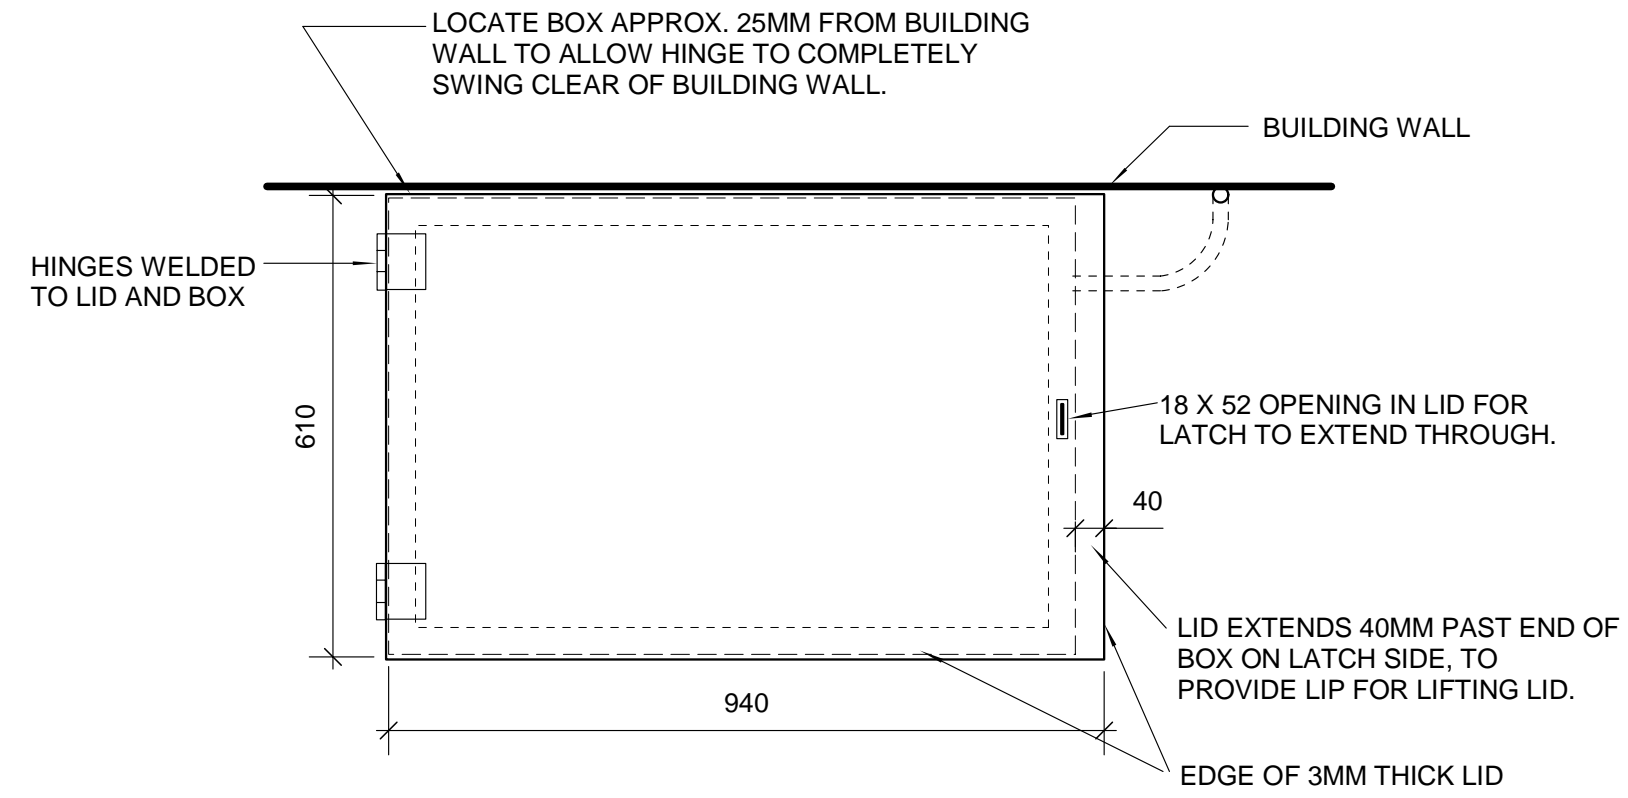 LOCATE BOX APPROX. 25MM FROM BUILDING
WALL TO ALLOW HINGE TO COMPLETELY
SWING CLEAR OF BUILDING WALL.
BUILDING WALL
HINGES WELDED
TO LID AND BOX
610
18 X 52 OPENING IN LID FOR
LATCH TO EXTEND THROUGH.
40
LID EXTENDS 40MM PAST END OF
BOX ON LATCH SIDE, TO
PROVIDE LIP FOR LIFTING LID.
940
EDGE OF 3MM THICK LID